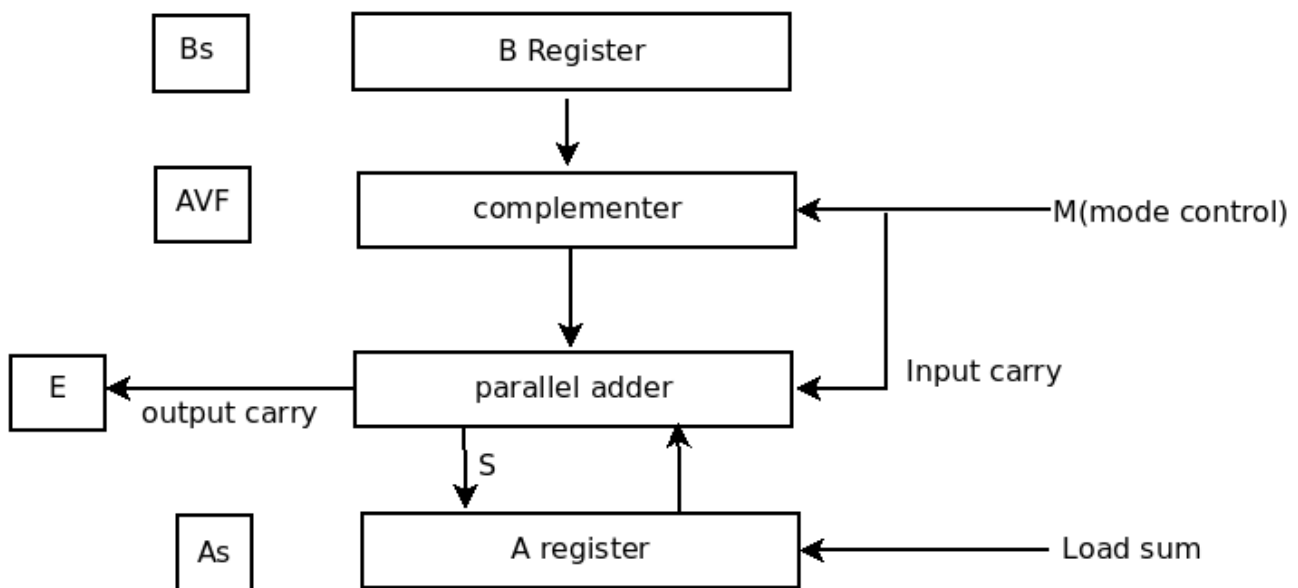 Bs
B Register
AVF
complementer
M(mode control)
E
output carry
parallel adder
Input carry
S
As
A register
Load sum